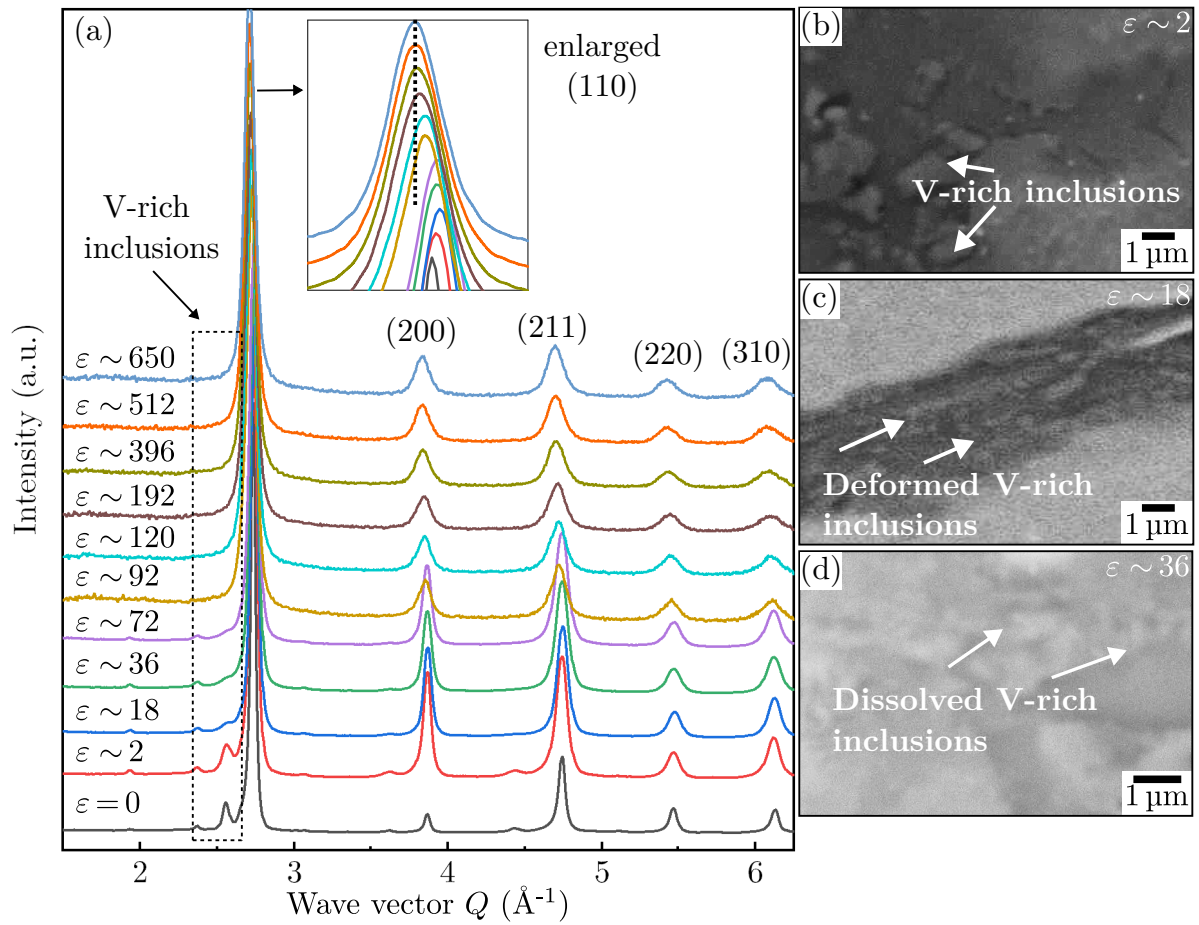 (a)
enlarged
(110)
V-rich
inclusions
(200)
(211)
(220)
(310)
ε ∼ 650
ε ∼ 512
ε ∼ 396
ε ∼ 192
ε ∼ 120
ε ∼ 92
ε ∼ 72
ε ∼ 36
ε ∼ 18
ε ∼ 2
ε = 0
Intensity (a.u.)
2 3 4 5 6
Wave vector Q (Å⁻¹)
(b) ε ∼ 2
V-rich inclusions
1 μm
(c) ε ∼ 18
Deformed V-rich
inclusions
1 μm
(d) ε ∼ 36
Dissolved V-rich
inclusions
1 μm